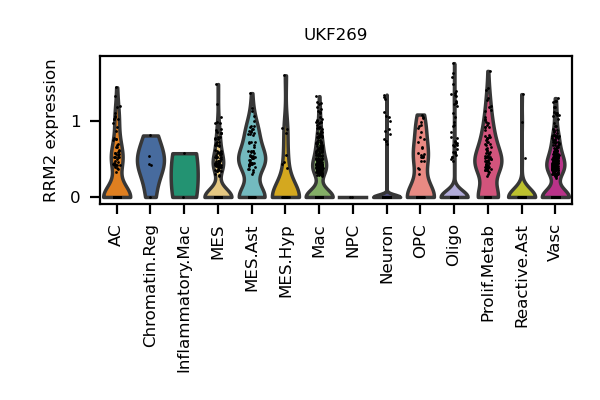 UKF269
RRM2 expression
1
0
AC
Chromatin.Reg
Inflammatory.Mac
MES
MES.Ast
MES.Hyp
Mac
NPC
Neuron
OPC
Oligo
Prolif.Metab
Reactive.Ast
Vasc